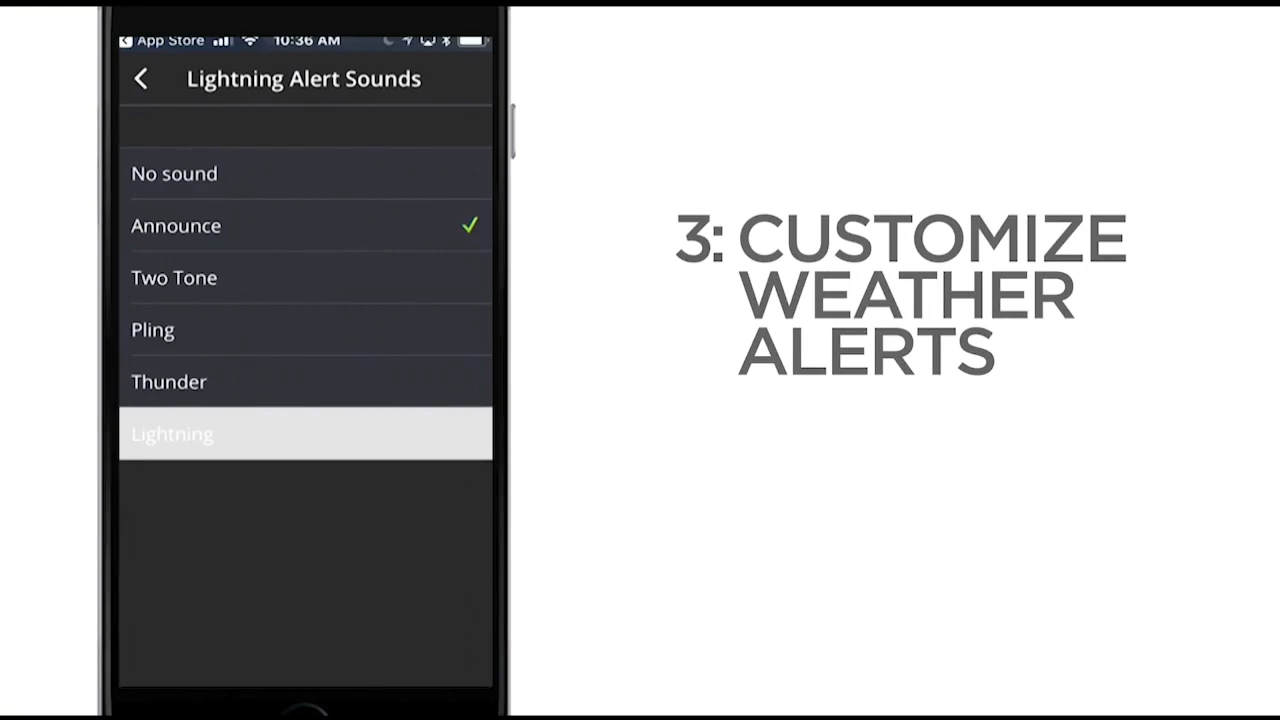 App Store 10:36 AM
Lightning Alert Sounds
No sound
Announce
Two Tone
Pling
Thunder
Lightning
3: CUSTOMIZE
WEATHER
ALERTS